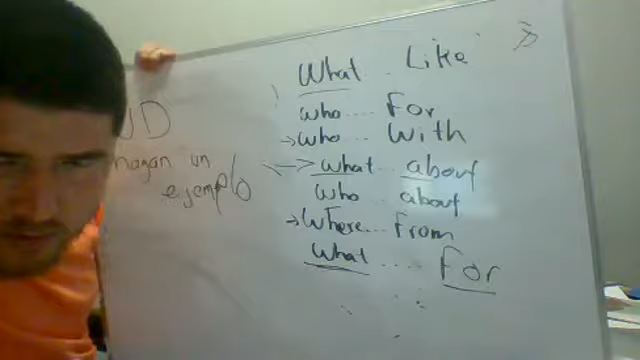 What .. Like
who .... For
who ... With
what .. about
who about
Where... From
What .... For
UD
hagan un
ejemplo